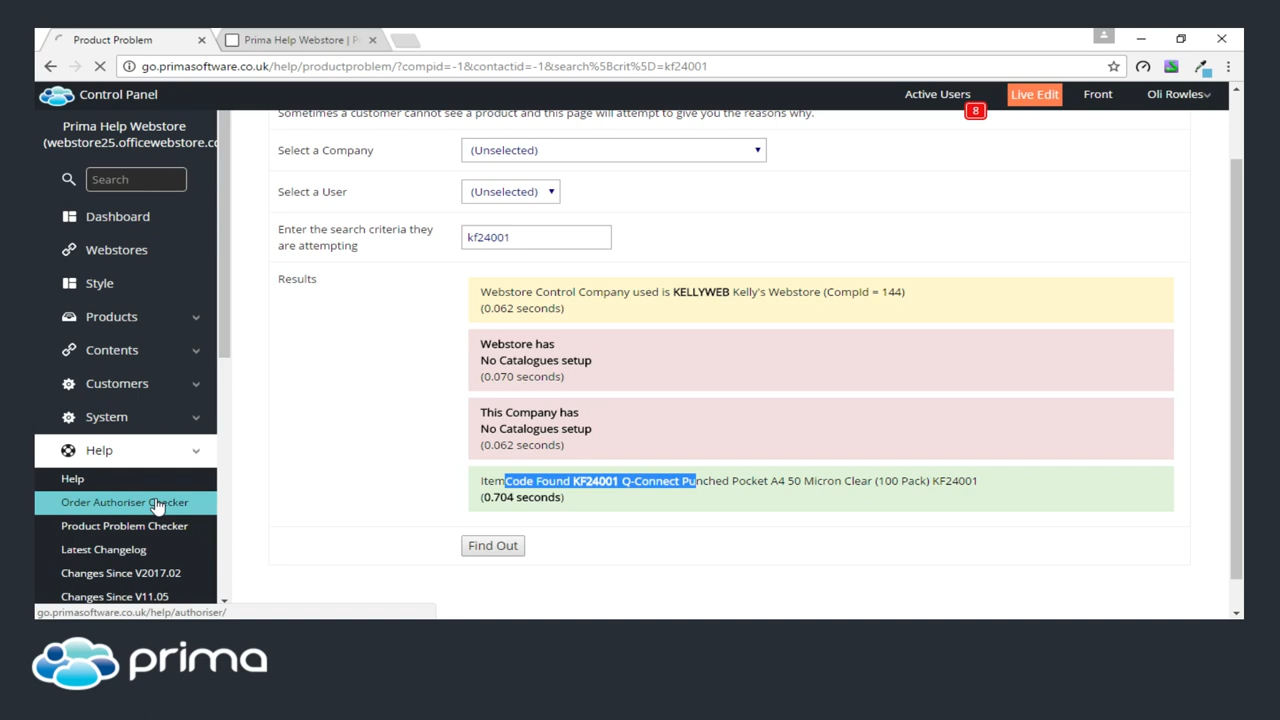 Product Problem
Prima Help Webstore | P
go.primasoftware.co.uk/help/productproblem/?compid=-1&contactid=-1&search%5Bcrit%5D=kf24001
Control Panel
Active Users
8
Live Edit
Front
Oli Rowles
Prima Help Webstore
(webstore25.officewebstore.co
Search
Dashboard
Webstores
Style
Products
Contents
Customers
System
Help
Help
Order Authoriser Checker
Product Problem Checker
Latest Changelog
Changes Since V2017.02
Changes Since V11.05
Sometimes a customer cannot see a product and this page will attempt to give you the reasons why.
Select a Company
(Unselected)
Select a User
(Unselected)
Enter the search criteria they
are attempting
kf24001
Results
Webstore Control Company used is KELLYWEB Kelly's Webstore (CompId = 144)
(0.062 seconds)
Webstore has
No Catalogues setup
(0.070 seconds)
This Company has
No Catalogues setup
(0.062 seconds)
ItemCode Found KF24001 Q-Connect Punched Pocket A4 50 Micron Clear (100 Pack) KF24001
(0.704 seconds)
Find Out
go.primasoftware.co.uk/help/authoriser/
prima